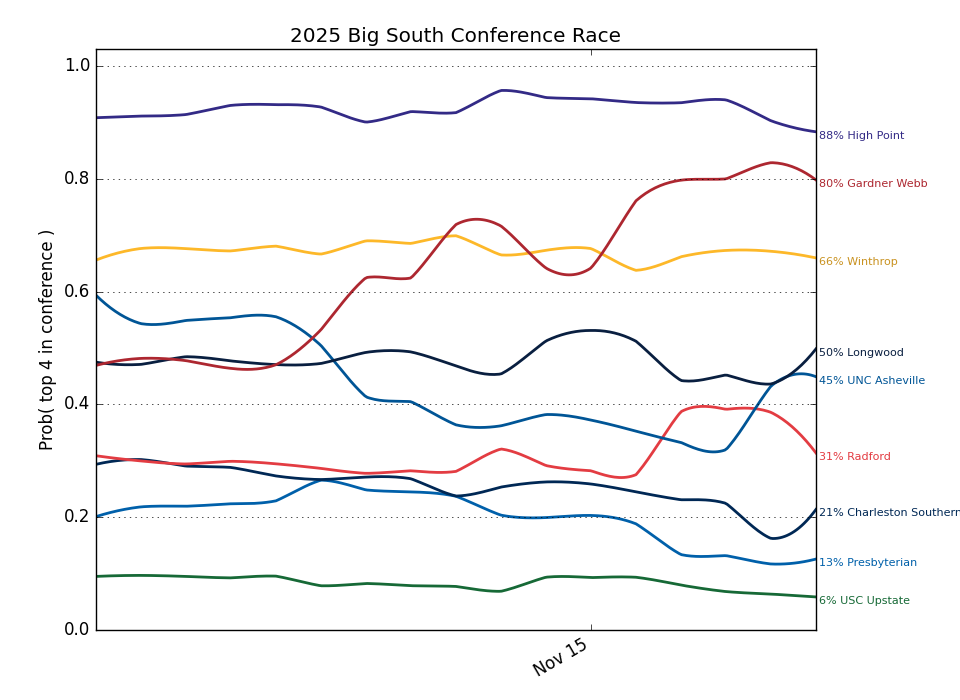 2025 Big South Conference Race
Prob( top 4 in conference )
1.0
0.8
0.6
0.4
0.2
0.0
Nov 15
88% High Point
80% Gardner Webb
66% Winthrop
50% Longwood
45% UNC Asheville
31% Radford
21% Charleston Southern
13% Presbyterian
6% USC Upstate